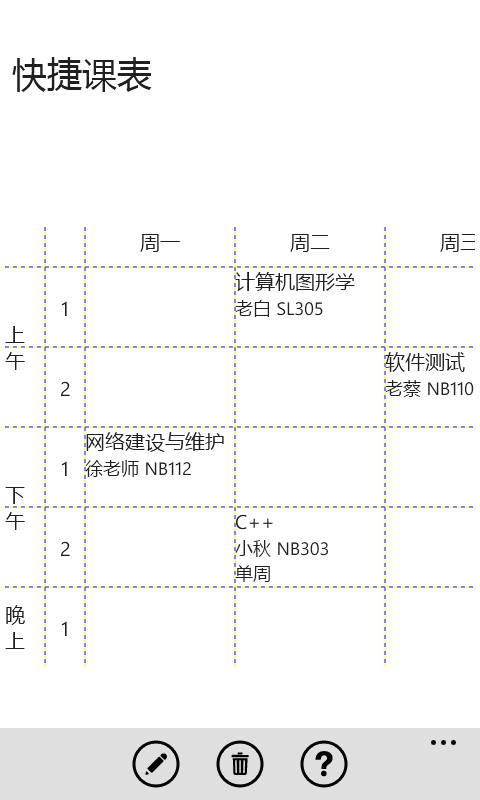 快捷课表
周一 周二 周三
上午
1
计算机图形学
老白 SL305
2
软件测试
老蔡 NB110
下午
1
网络建设与维护
徐老师 NB112
2
C++
小秋 NB303
单周
晚上
1